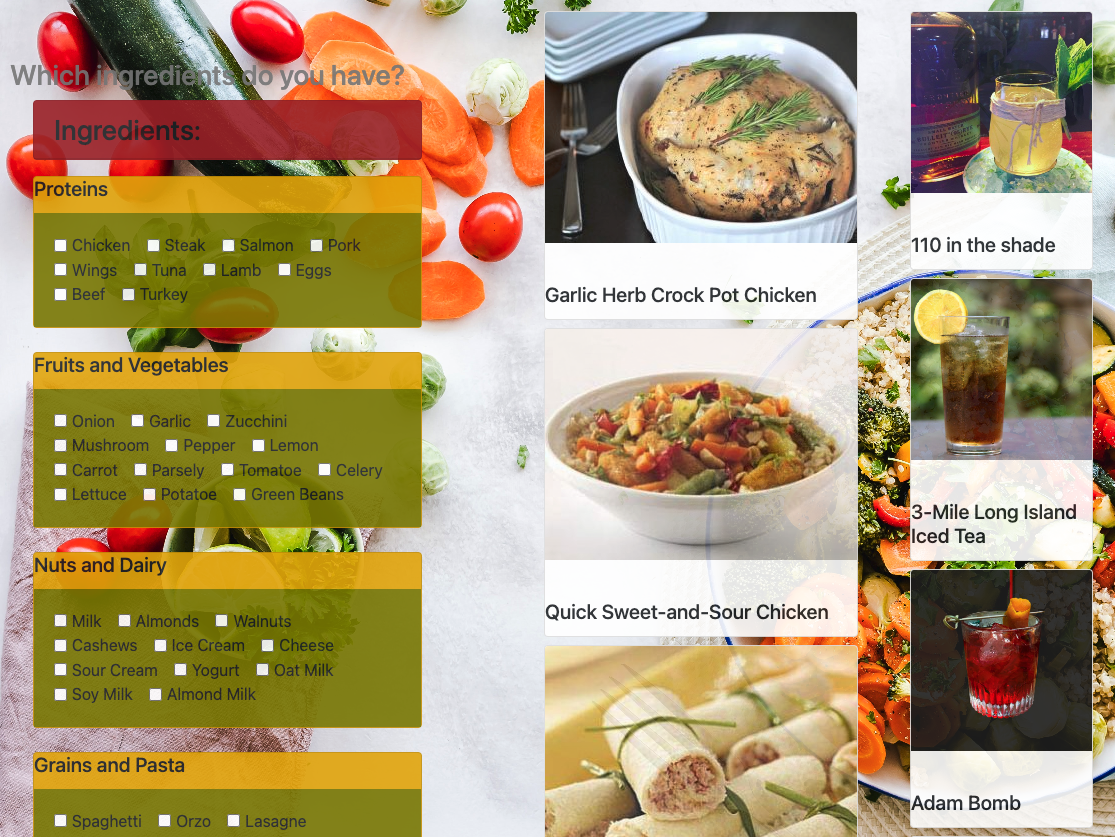 Which ingredients do you have?
Ingredients:
Proteins
Chicken Steak Salmon Pork
Wings Tuna Lamb Eggs
Beef Turkey
Fruits and Vegetables
Onion Garlic Zucchini
Mushroom Pepper Lemon
Carrot Parsely Tomatoe Celery
Lettuce Potatoe Green Beans
Nuts and Dairy
Milk Almonds Walnuts
Cashews Ice Cream Cheese
Sour Cream Yogurt Oat Milk
Soy Milk Almond Milk
Grains and Pasta
Spaghetti Orzo Lasagne
Garlic Herb Crock Pot Chicken
Quick Sweet-and-Sour Chicken
110 in the shade
3-Mile Long Island
Iced Tea
Adam Bomb